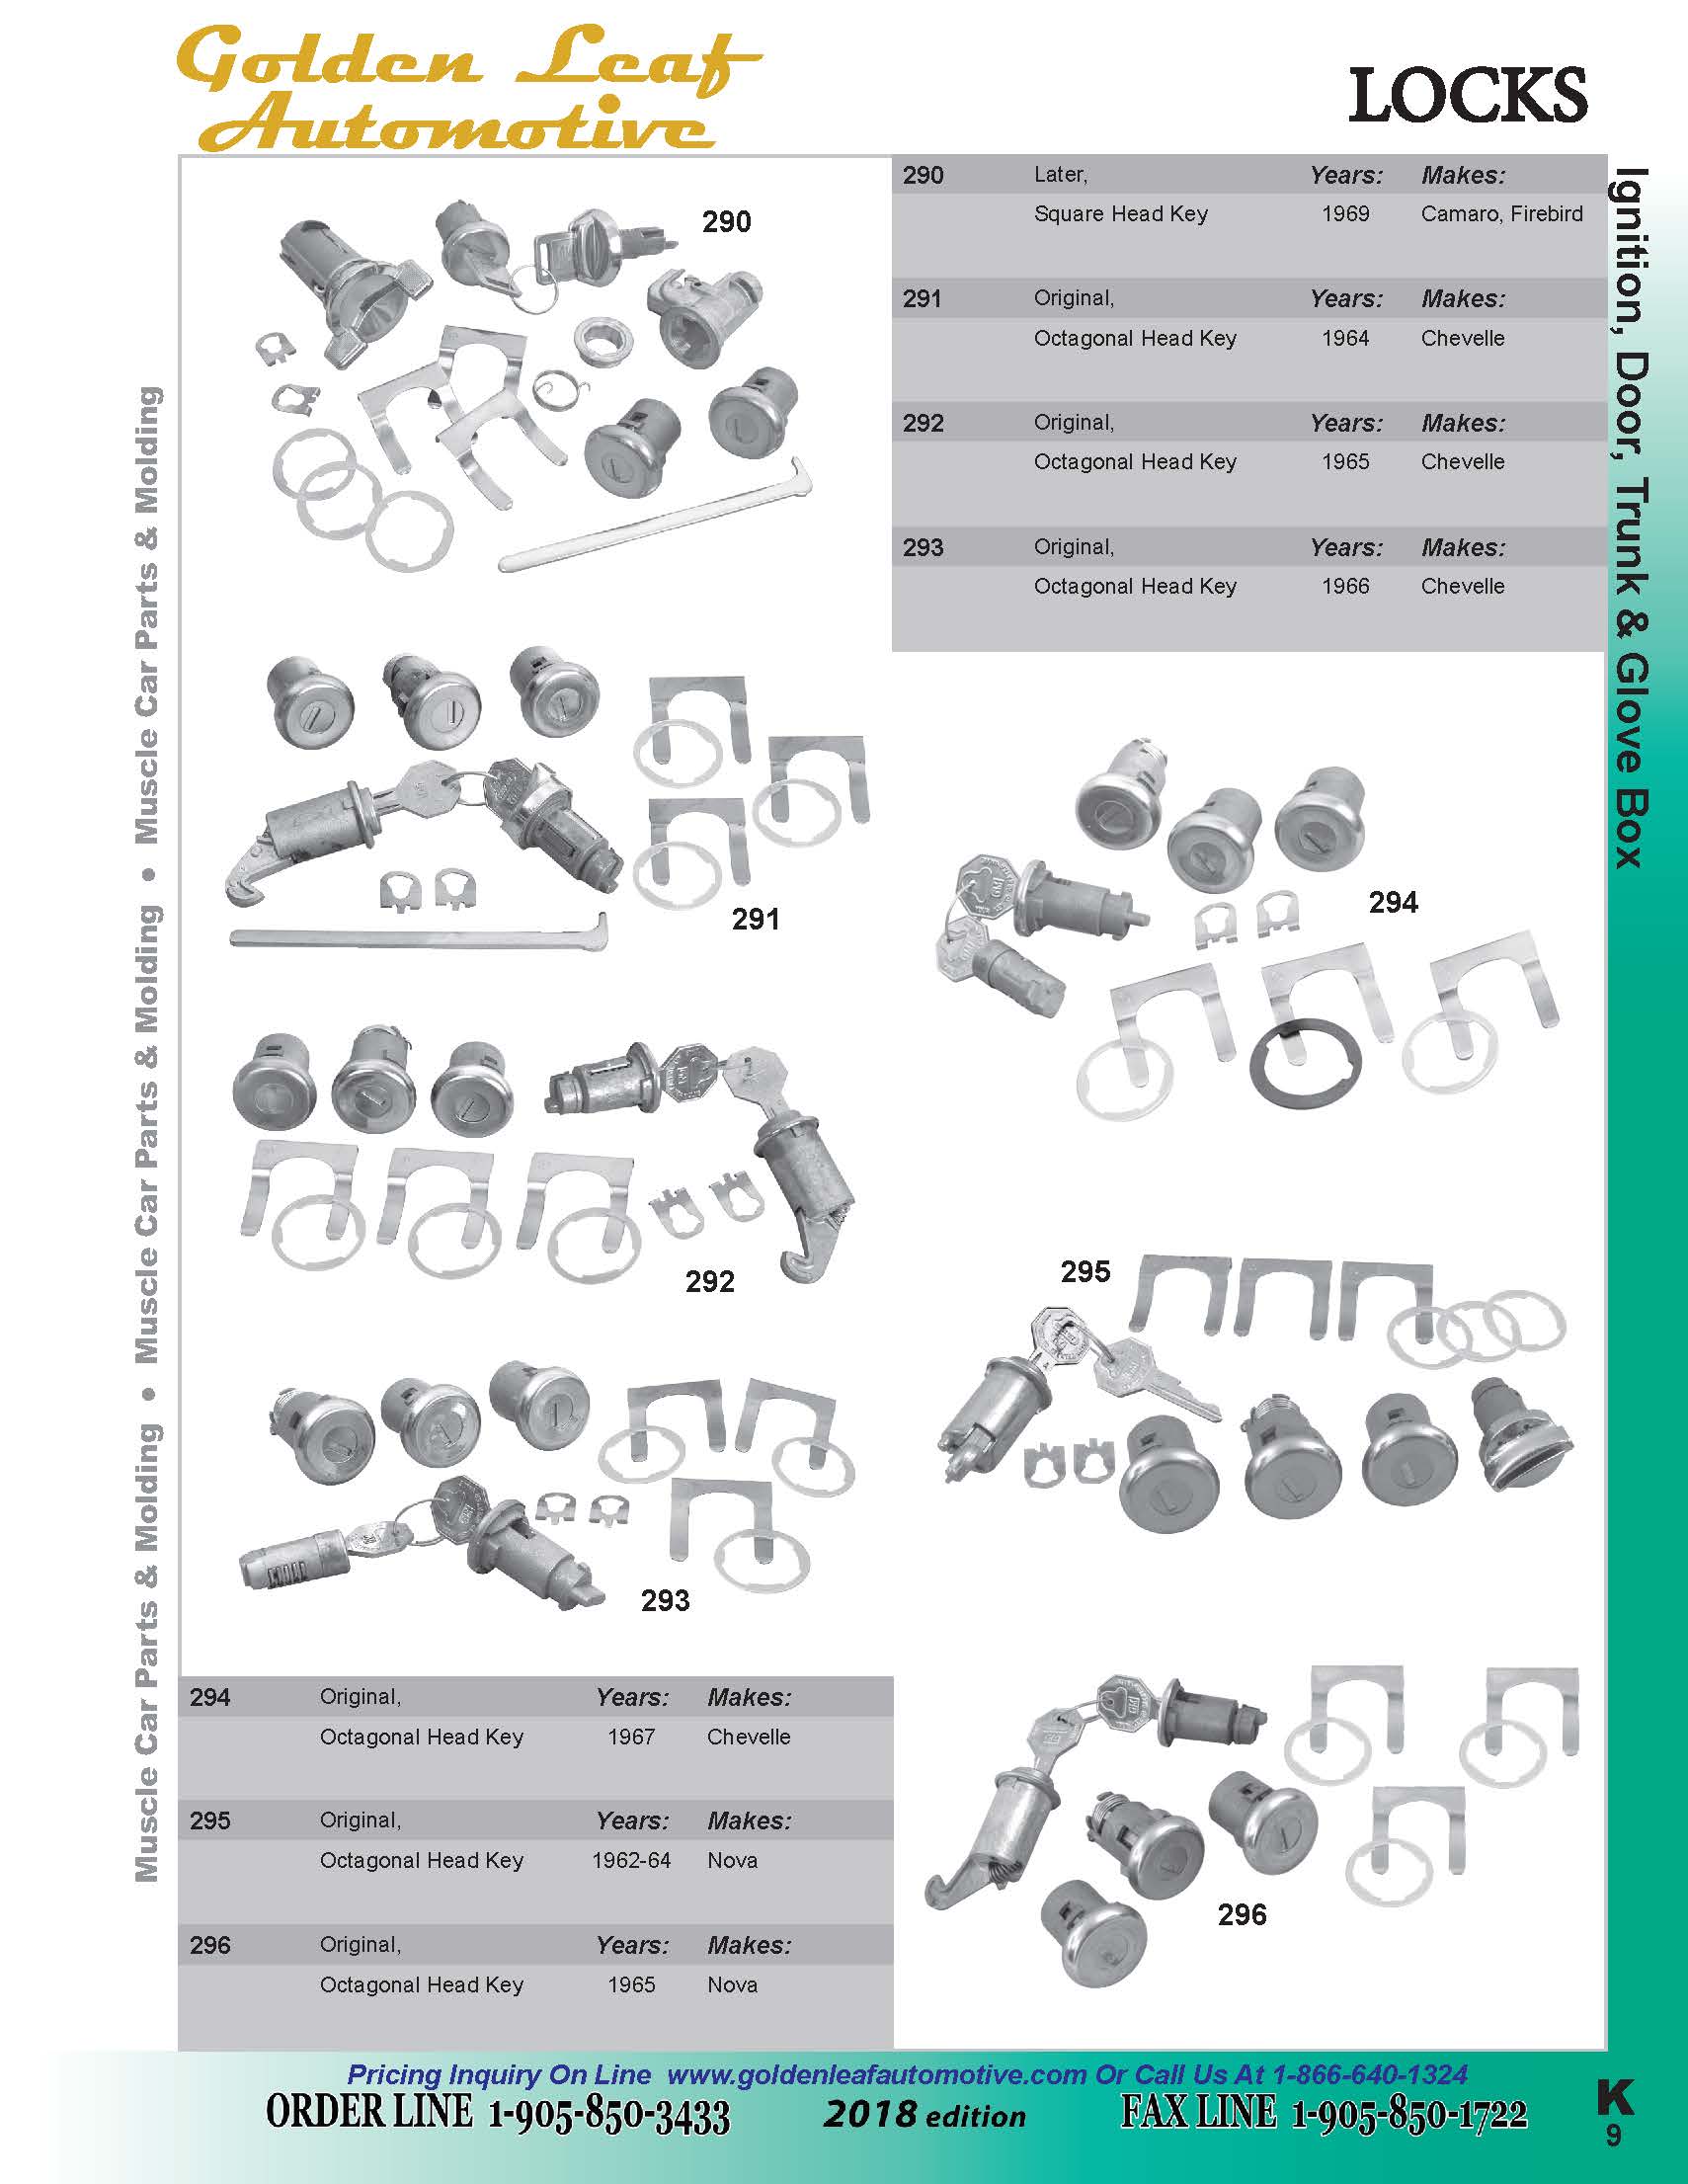 Golden Leaf
Automotive
LOCKS
290 Later, Years: Makes:
Square Head Key 1969 Camaro, Firebird
291 Original, Years: Makes:
Octagonal Head Key 1964 Chevelle
292 Original, Years: Makes:
Octagonal Head Key 1965 Chevelle
293 Original, Years: Makes:
Octagonal Head Key 1966 Chevelle
290
291
292
293
294
295
296
294 Original, Years: Makes:
Octagonal Head Key 1967 Chevelle
295 Original, Years: Makes:
Octagonal Head Key 1962-64 Nova
296 Original, Years: Makes:
Octagonal Head Key 1965 Nova
Muscle Car Parts & Molding • Muscle Car Parts & Molding • Muscle Car Parts & Molding
Ignition, Door, Trunk & Glove Box
Pricing Inquiry On Line www.goldenleafautomotive.com Or Call Us At 1-866-640-1324
ORDER LINE 1-905-850-3433 2018 edition FAX LINE 1-905-850-1722
K
9